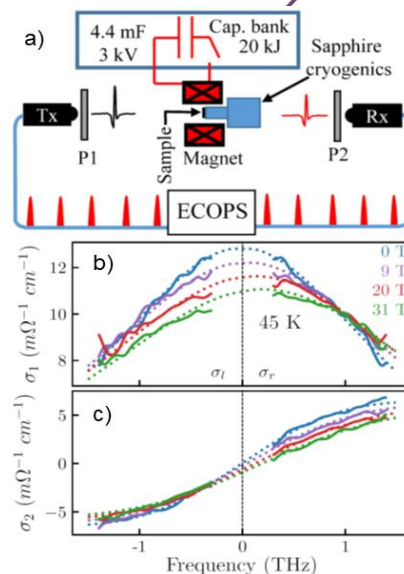 a)
4.4 mF
3 kV
Cap. bank
20 kJ
Sapphire
cryogenics
Tx
P1
Sample
Magnet
P2
Rx
ECOPS
b)
σ₁ (mΩ⁻¹ cm⁻¹)
12
10
8
0 T
9 T
20 T
31 T
45 K
σₗ
σᵣ
c)
σ₂ (mΩ⁻¹ cm⁻¹)
5
0
-5
-1
0
1
Frequency (THz)